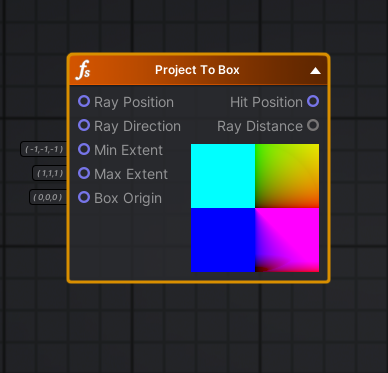 fs Project To Box
Ray Position Hit Position
Ray Direction Ray Distance
(-1,-1,-1) Min Extent
(1,1,1) Max Extent
(0,0,0) Box Origin